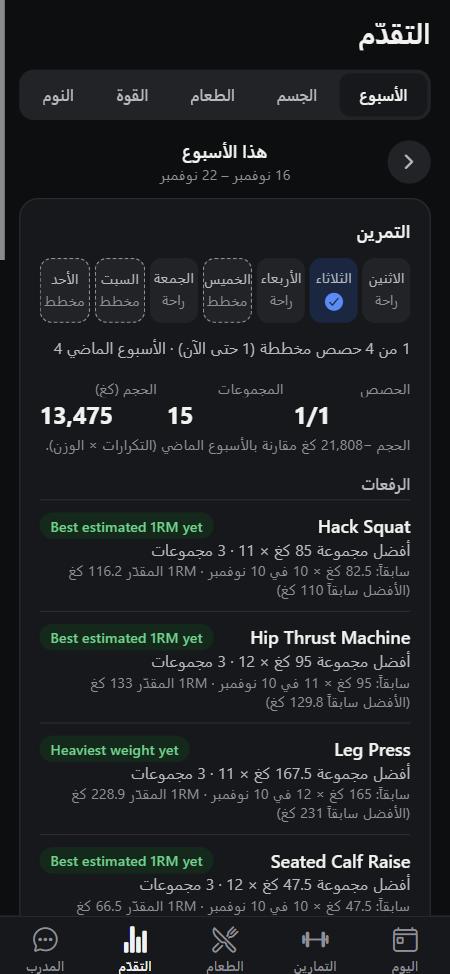 التقدّم
الأسبوع
الجسم
الطعام
القوة
النوم
هذا الأسبوع
16 نوفمبر – 22 نوفمبر
التمرين
الاثنين
راحة
الثلاثاء
الأربعاء
راحة
الخميس
مخطط
الجمعة
راحة
السبت
مخطط
الأحد
مخطط
1 من 4 حصص مخططة (1 حتى الآن) · الأسبوع الماضي 4
الحصص
1/1
المجموعات
15
الحجم (كغ)
13,475
الحجم −21,808 كغ مقارنة بالأسبوع الماضي (التكرارات × الوزن).
الرفعات
Hack Squat
Best estimated 1RM yet
أفضل مجموعة 85 كغ × 11 · 3 مجموعات
سابقاً: 82.5 كغ × 10 في 10 نوفمبر · 1RM المقدّر 116.2 كغ
(الأفضل سابقاً 110 كغ)
Hip Thrust Machine
Best estimated 1RM yet
أفضل مجموعة 95 كغ × 12 · 3 مجموعات
سابقاً: 95 كغ × 11 في 10 نوفمبر · 1RM المقدّر 133 كغ
(الأفضل سابقاً 129.8 كغ)
Leg Press
Heaviest weight yet
أفضل مجموعة 167.5 كغ × 11 · 3 مجموعات
سابقاً: 165 كغ × 12 في 10 نوفمبر · 1RM المقدّر 228.9 كغ
(الأفضل سابقاً 231 كغ)
Seated Calf Raise
Best estimated 1RM yet
أفضل مجموعة 47.5 كغ × 12 · 3 مجموعات
سابقاً: 47.5 كغ × 10 في 10 نوفمبر · 1RM المقدّر 66.5 كغ
اليوم
التمارين
الطعام
التقدّم
المدرب